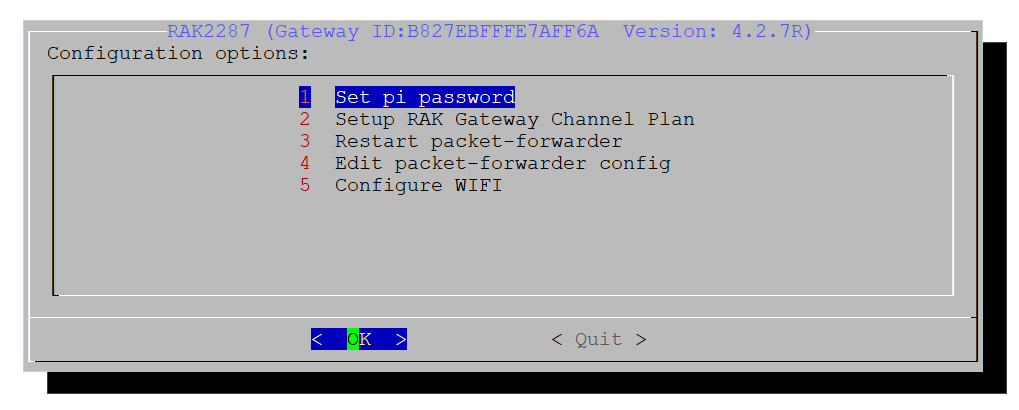 RAK2287 (Gateway ID:B827EBFFFE7AFF6A  Version: 4.2.7R)
Configuration options:
1  Set pi password
2  Setup RAK Gateway Channel Plan
3  Restart packet-forwarder
4  Edit packet-forwarder config
5  Configure WIFI
<  OK  >            < Quit >